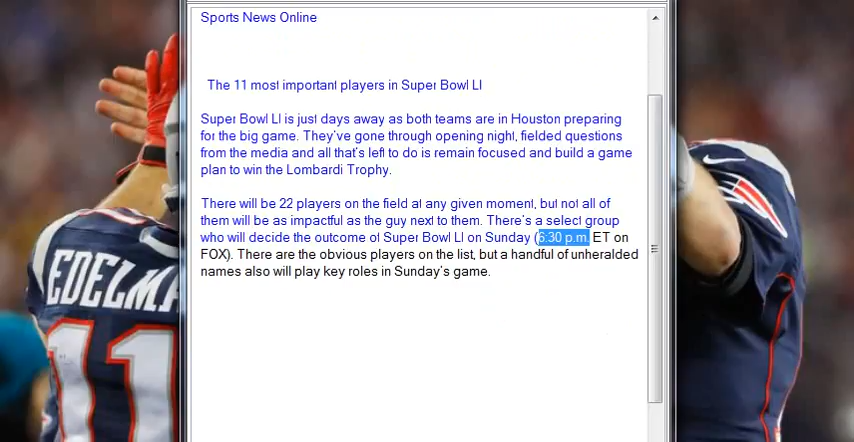 Sports News Online
The 11 most important players in Super Bowl LI
Super Bowl LI is just days away as both teams are in Houston preparing
for the big game. They've gone through opening night, fielded questions
from the media and all that's left to do is remain focused and build a game
plan to win the Lombardi Trophy.
There will be 22 players on the field at any given moment, but not all of
them will be as impactful as the guy next to them. There's a select group
who will decide the outcome of Super Bowl LI on Sunday (6:30 p.m. ET on
FOX). There are the obvious players on the list, but a handful of unheralded
names also will play key roles in Sunday's game.
EDELMA
11